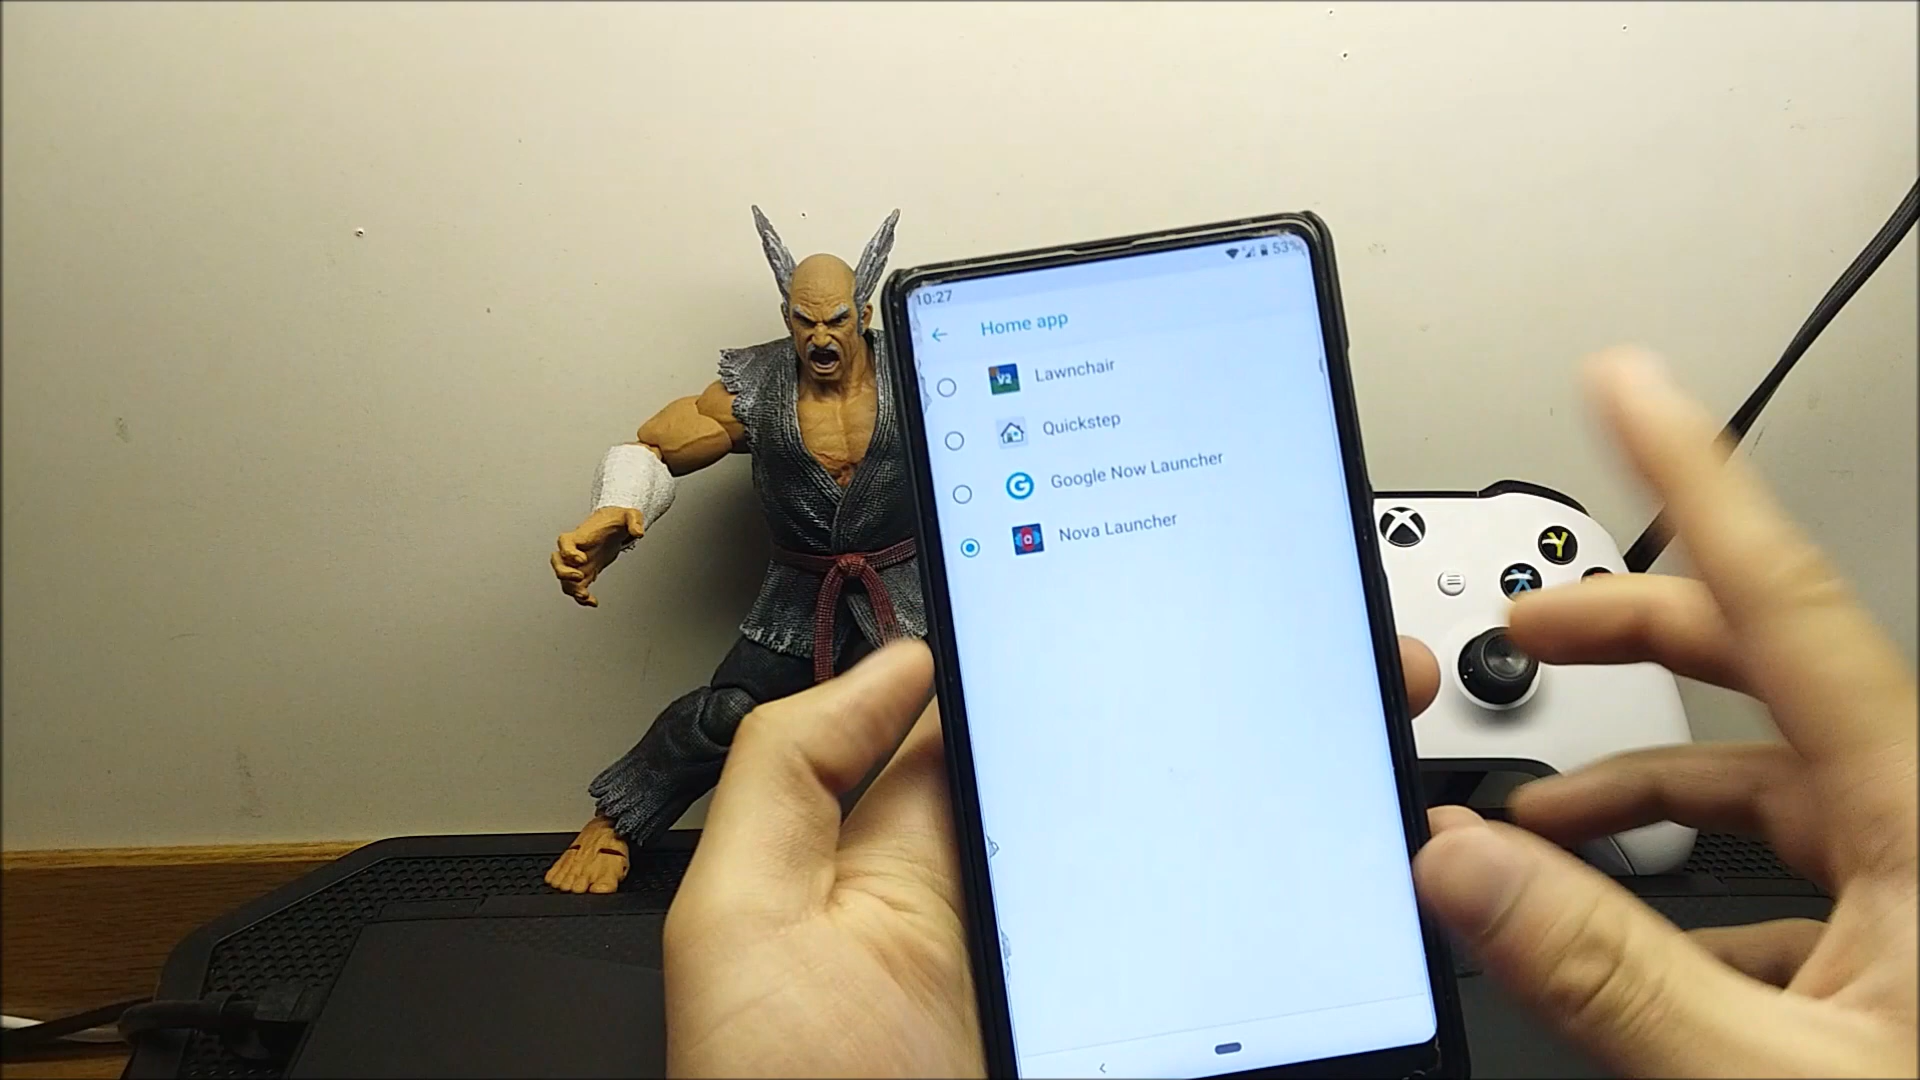 10:27
53%
Home app
V2 Lawnchair
Quickstep
G Google Now Launcher
Nova Launcher
X
Y
X